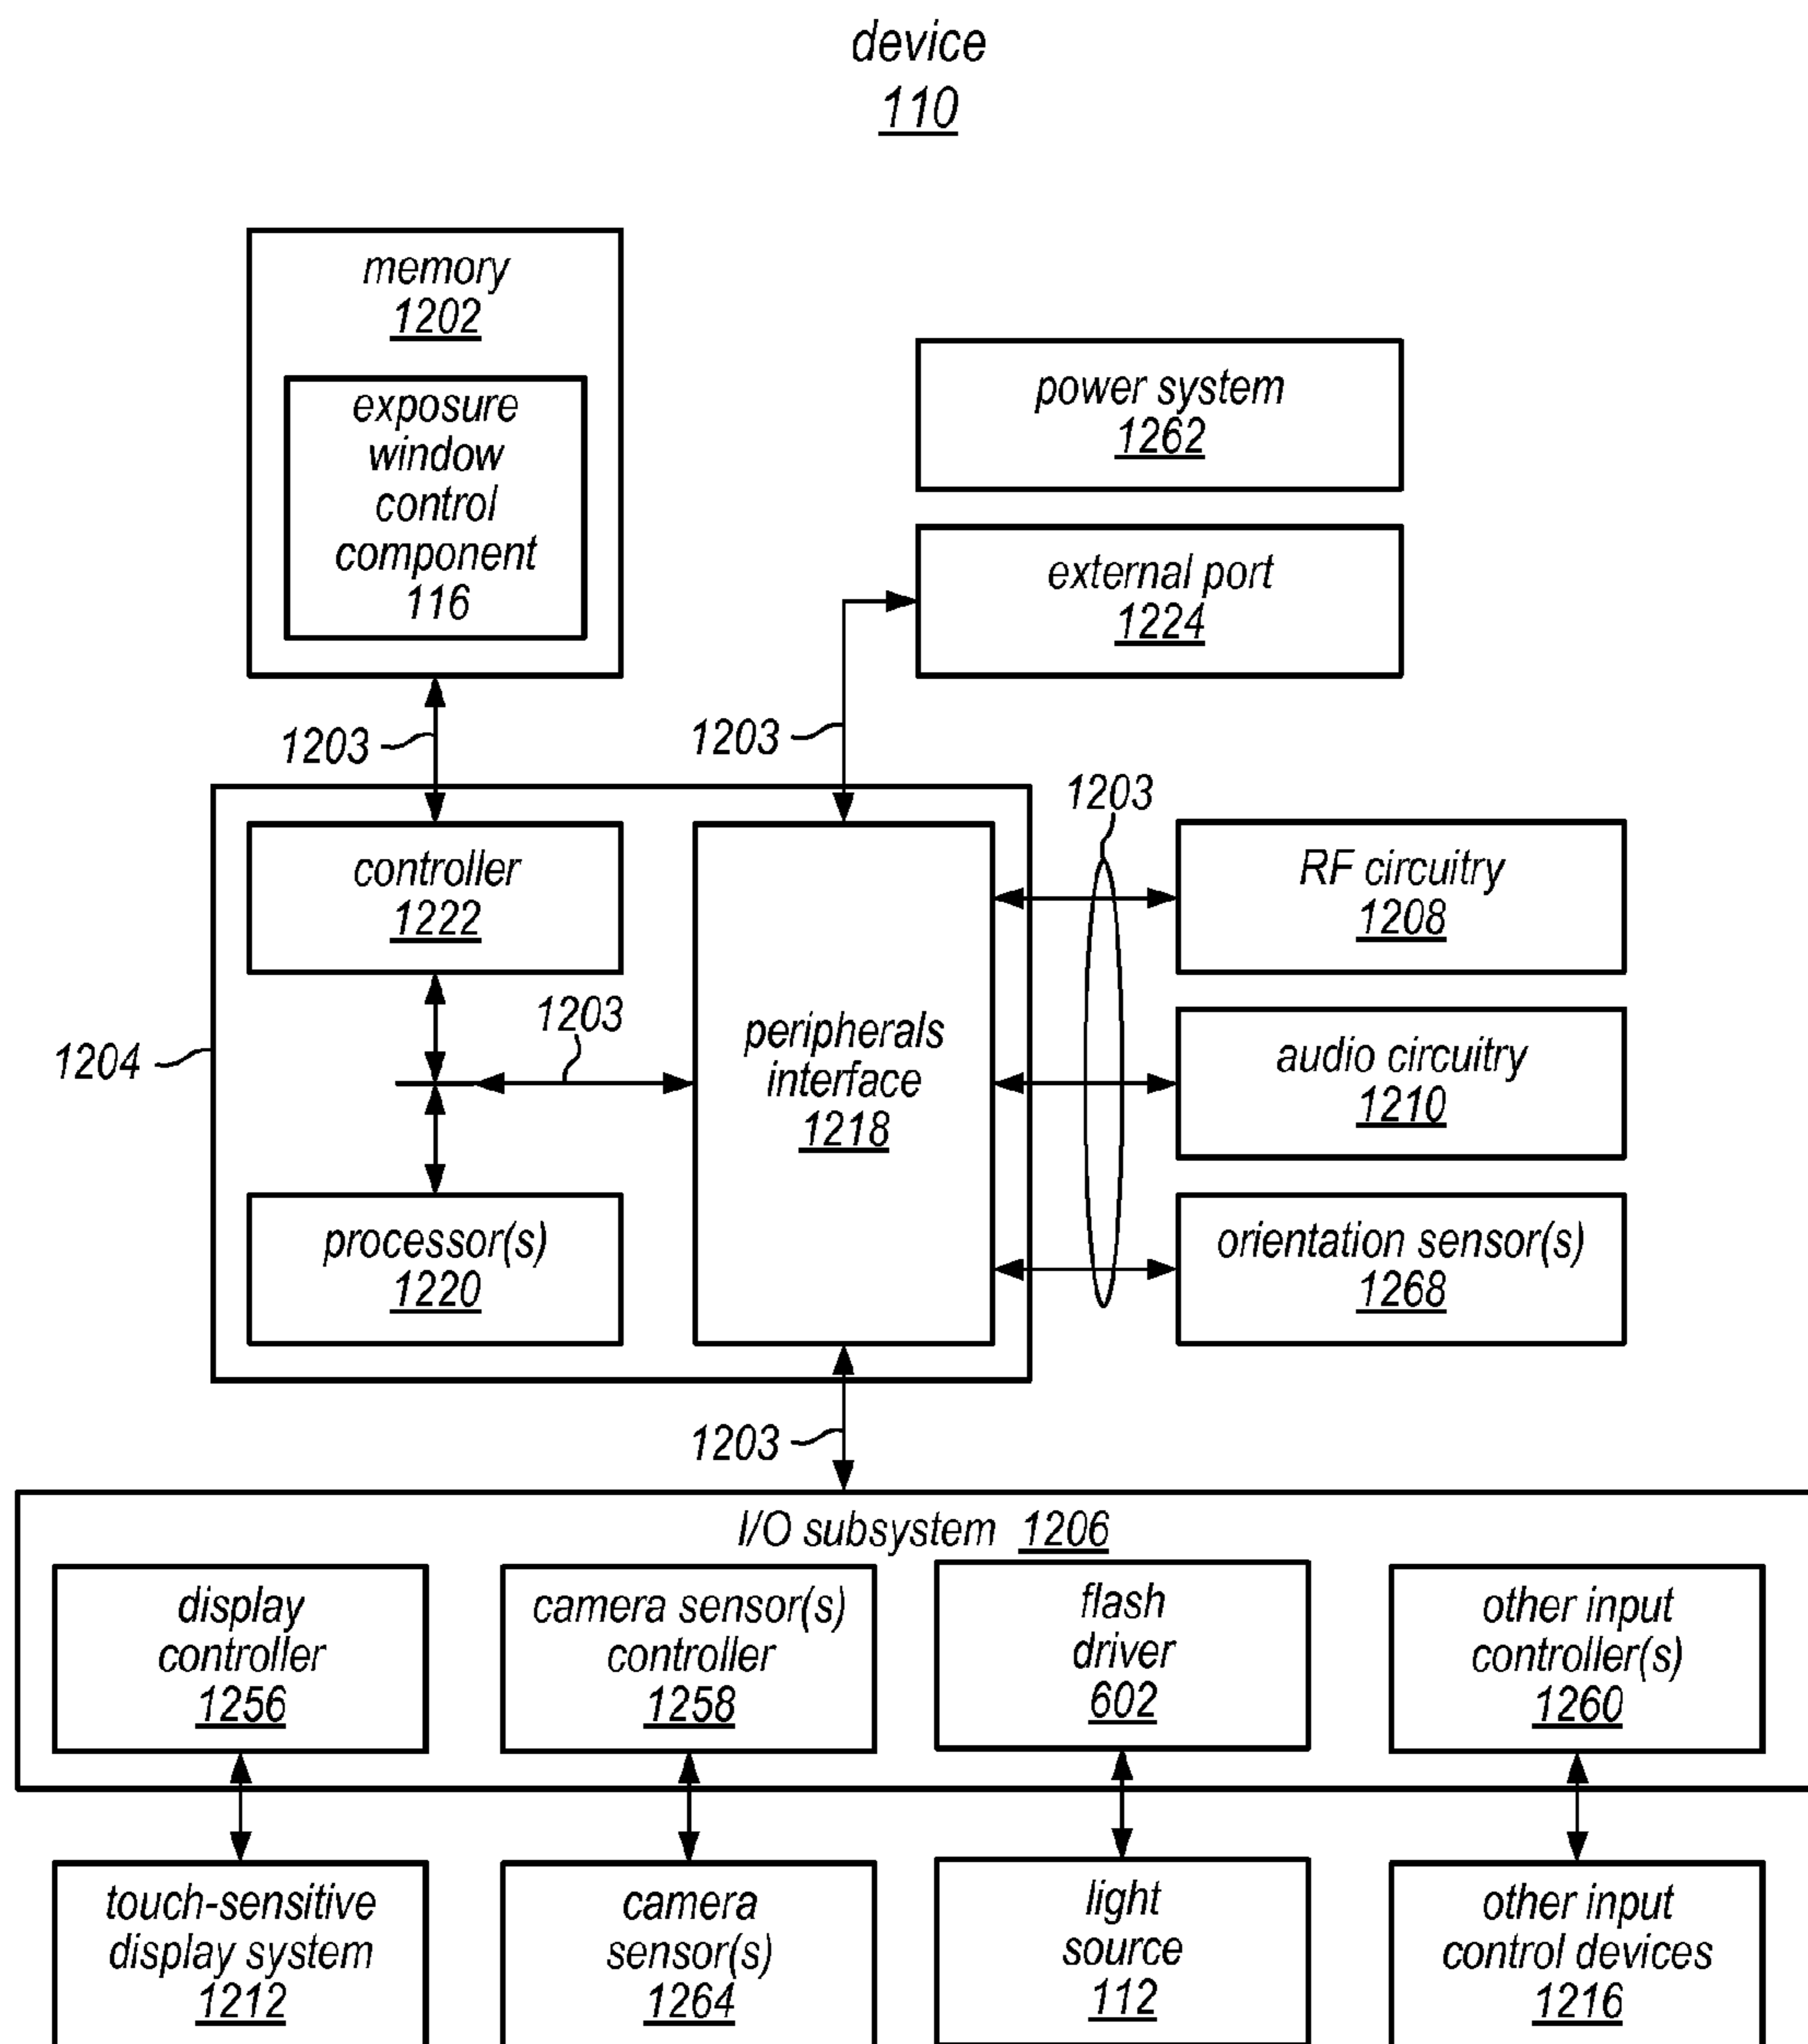 device
110
memory
1202
exposure
window
control
component
116
power system
1262
external port
1224
1203
1203
1203
controller
1222
RF circuitry
1208
1203
1204
peripherals
interface
1218
audio circuitry
1210
processor(s)
1220
orientation sensor(s)
1268
1203
I/O subsystem 1206
display
controller
1256
camera sensor(s)
controller
1258
flash
driver
602
other input
controller(s)
1260
touch-sensitive
display system
1212
camera
sensor(s)
1264
light
source
112
other input
control devices
1216